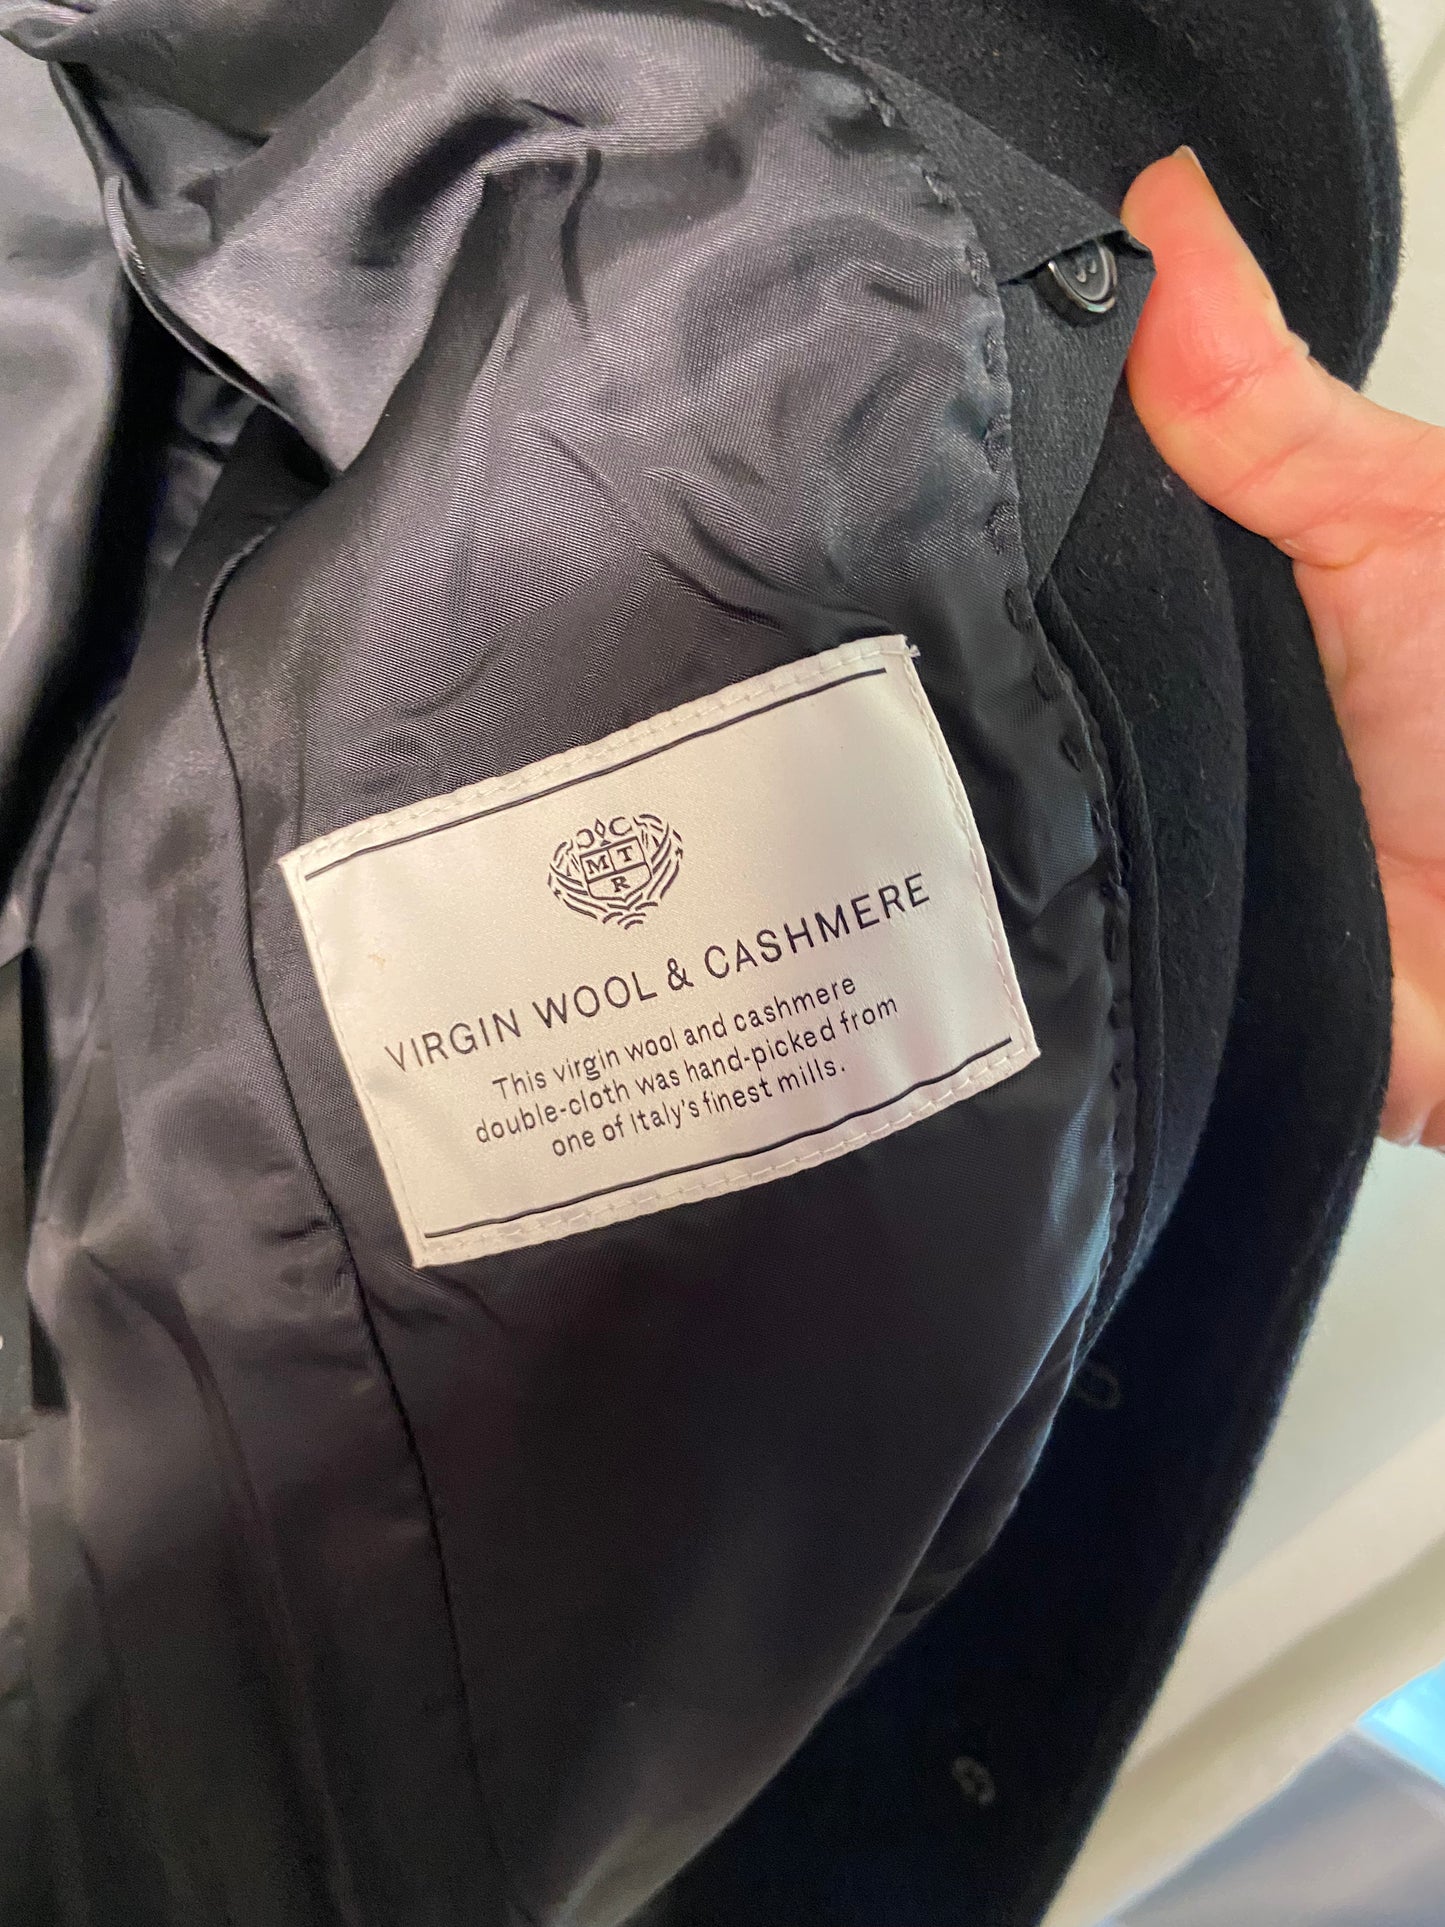 M T
R
VIRGIN WOOL & CASHMERE
This virgin wool and cashmere
double-cloth was hand-picked from
one of Italy's finest mills.